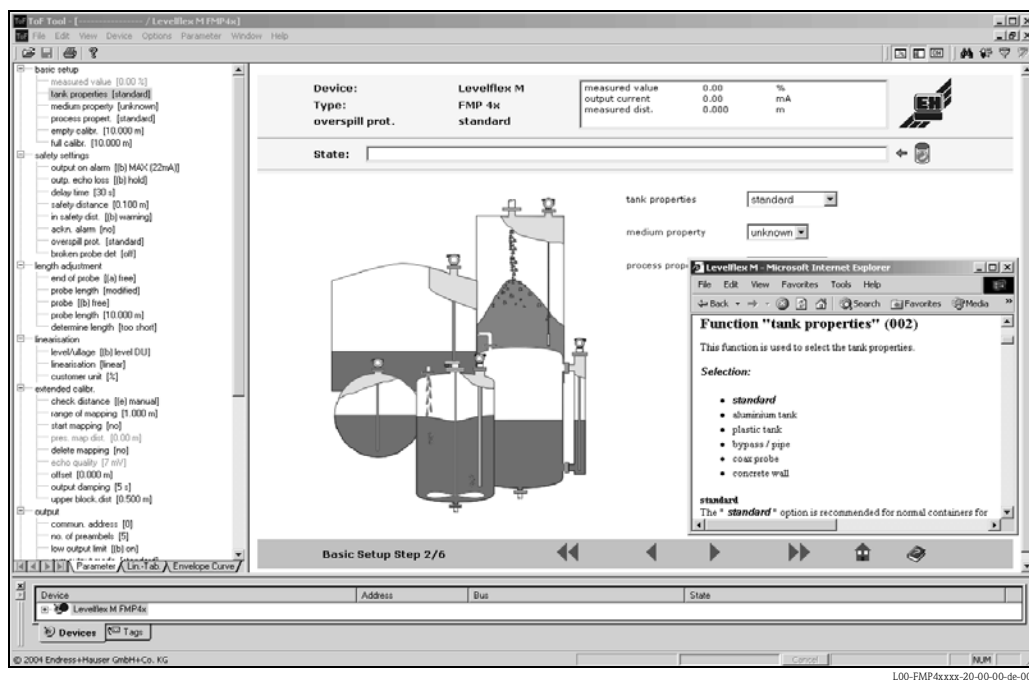 ToF Tool - [--------------- / Levelflex M FMP4x]
File Edit View Device Options Parameter Window Help
basic setup
measured value [0.00 %]
tank properties [standard]
medium property [unknown]
process propert. [standard]
empty calibr. [10.000 m]
full calibr. [10.000 m]
safety settings
output on alarm [(b) MAX (22mA)]
outp. echo loss [(b) hold]
delay time [30 s]
safety distance [0.100 m]
in safety dist. [(b) warning]
ackn. alarm [no]
overspil prot. [standard]
broken probe det [off]
length adjustment
end of probe [(a) free]
probe length [modified]
probe [(b) free]
probe length [10.000 m]
determine length [too short]
linearisation
level/ullage [(b) level DU]
linearisation [linear]
customer unit [%]
extended calibr.
check distance [(e) manual]
range of mapping [1.000 m]
start mapping [no]
pres. map dist. [0.00 m]
delete mapping [no]
echo quality [7 mV]
offset [0.000 m]
output damping [5 s]
upper block. dist [0.500 m]
output
commun. address [0]
no. of preambels [5]
low output limit [(b) on]
Parameter Lin.-Tab. Envelope Curve
Device: Levelflex M
Type: FMP 4x
overspill prot. standard
measured value 0.00 %
output current 0.00 mA
measured dist. 0.000 m
EH
State:
tank properties standard
medium property unknown
process prope
Levelflex M - Microsoft Internet Explorer
File Edit View Favorites Tools Help
Back Search Favorites Media »
Function "tank properties" (002)
This function is used to select the tank properties.
Selection:
• standard
• aluminium tank
• plastic tank
• bypass / pipe
• coax probe
• concrete wall
standard
The " standard " option is recommended for normal containers for
Basic Setup Step 2/6
Device Address Bus State
Levelflex M FMP4x
Devices Tags
© 2004 Endress+Hauser GmbH+Co. KG Cancel NUM
L00-FMP4xxxx-20-00-00-de-00